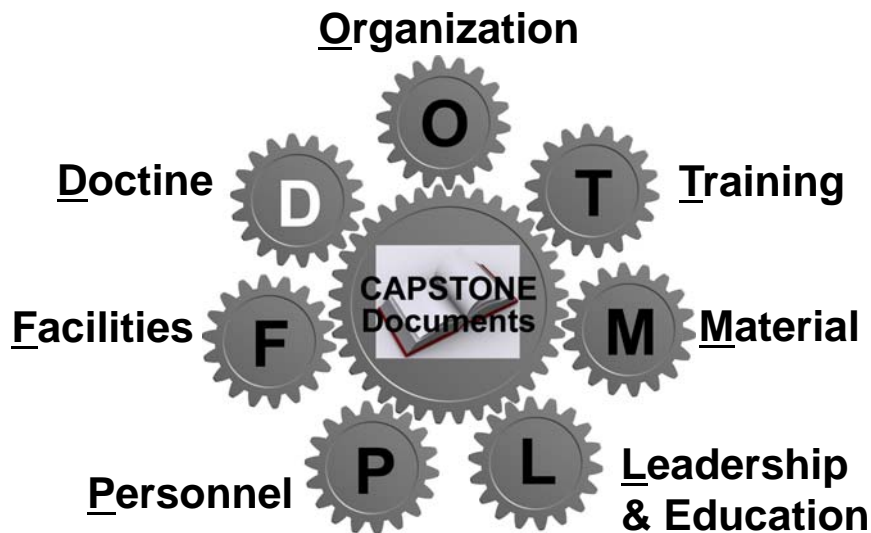 Organization
O
Doctine
D
T
Training
CAPSTONE
Documents
Facilities
F
M
Material
Personnel
P
L
Leadership
& Education